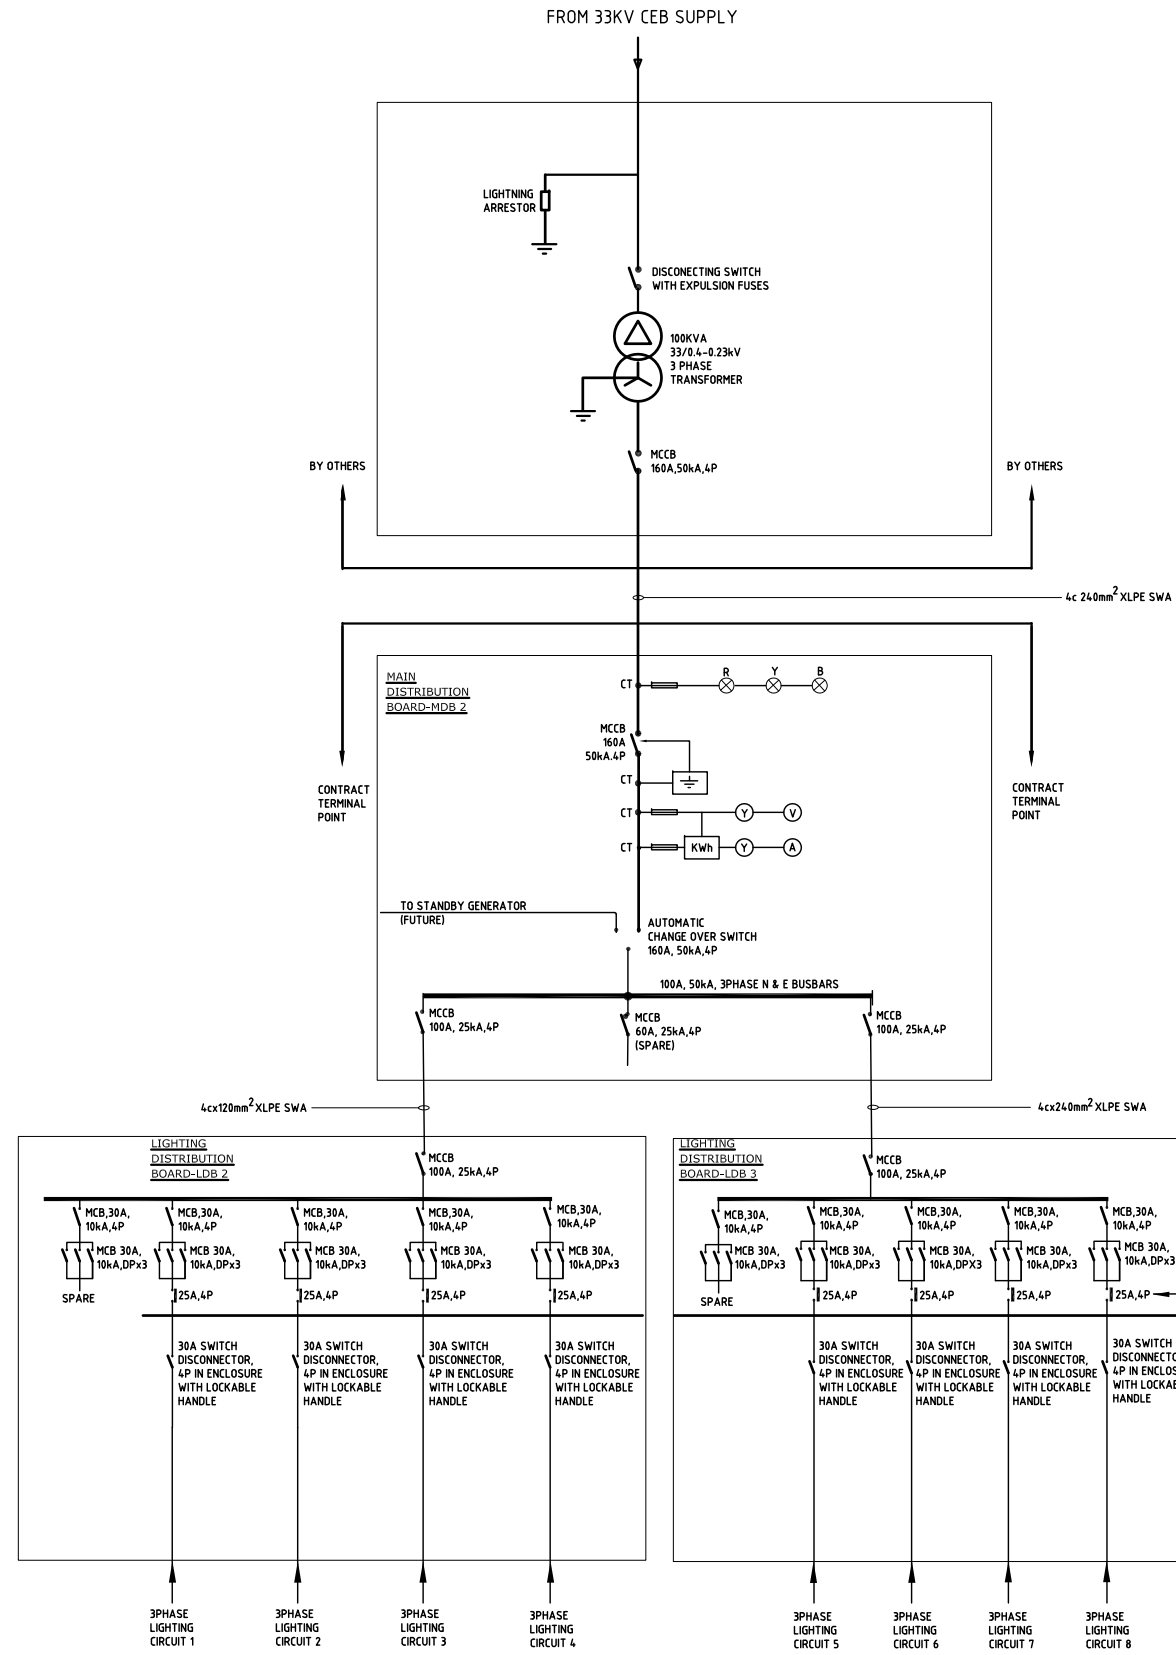 FROM 33KV CEB SUPPLY
LIGHTNING
ARRESTOR
DISCONECTING SWITCH
WITH EXPULSION FUSES
100KVA
33/0.4-0.23kV
3 PHASE
TRANSFORMER
MCCB
160A,50kA,4P
BY OTHERS
BY OTHERS
4c 240mm² XLPE SWA
MAIN
DISTRIBUTION
BOARD-MDB 2
CT
R
Y
B
MCCB
160A
50kA.4P
CT
CT
Y
V
CT
KWh
Y
A
CONTRACT
TERMINAL
POINT
CONTRACT
TERMINAL
POINT
TO STANDBY GENERATOR
(FUTURE)
AUTOMATIC
CHANGE OVER SWITCH
160A, 50kA,4P
100A, 50kA, 3PHASE N & E BUSBARS
MCCB
100A, 25kA,4P
MCCB
60A, 25kA,4P
(SPARE)
MCCB
100A, 25kA,4P
4cx120mm² XLPE SWA
4cx240mm² XLPE SWA
LIGHTING
DISTRIBUTION
BOARD-LDB 2
MCCB
100A, 25kA,4P
MCB,30A,
10kA,4P
MCB,30A,
10kA,4P
MCB,30A,
10kA,4P
MCB,30A,
10kA,4P
MCB,30A,
10kA,4P
MCB 30A,
10kA,DPx3
MCB 30A,
10kA,DPx3
MCB 30A,
10kA,DPx3
MCB 30A,
10kA,DPx3
MCB 30A,
10kA,DPx3
SPARE
25A,4P
25A,4P
25A,4P
25A,4P
30A SWITCH
DISCONNECTOR,
4P IN ENCLOSURE
WITH LOCKABLE
HANDLE
30A SWITCH
DISCONNECTOR,
4P IN ENCLOSURE
WITH LOCKABLE
HANDLE
30A SWITCH
DISCONNECTOR,
4P IN ENCLOSURE
WITH LOCKABLE
HANDLE
30A SWITCH
DISCONNECTOR,
4P IN ENCLOSURE
WITH LOCKABLE
HANDLE
3PHASE
LIGHTING
CIRCUIT 1
3PHASE
LIGHTING
CIRCUIT 2
3PHASE
LIGHTING
CIRCUIT 3
3PHASE
LIGHTING
CIRCUIT 4
LIGHTING
DISTRIBUTION
BOARD-LDB 3
MCCB
100A, 25kA,4P
MCB,30A,
10kA,4P
MCB,30A,
10kA,4P
MCB,30A,
10kA,4P
MCB,30A,
10kA,4P
MCB,30A,
10kA,4P
MCB 30A,
10kA,DPx3
MCB 30A,
10kA,DPx3
MCB 30A,
10kA,DPX3
MCB 30A,
10kA,DPx3
MCB 30A,
10kA,DPx3
SPARE
25A,4P
25A,4P
25A,4P
25A,4P
30A SWITCH
DISCONNECTOR,
4P IN ENCLOSURE
WITH LOCKABLE
HANDLE
30A SWITCH
DISCONNECTOR,
4P IN ENCLOSURE
WITH LOCKABLE
HANDLE
30A SWITCH
DISCONNECTOR,
4P IN ENCLOSURE
WITH LOCKABLE
HANDLE
30A SWITCH
4P IN
WITH
HANDLE
3PHASE
LIGHTING
CIRCUIT 5
3PHASE
LIGHTING
CIRCUIT 6
3PHASE
LIGHTING
CIRCUIT 7
3PHASE
LIGHTING
CIRCUIT 8